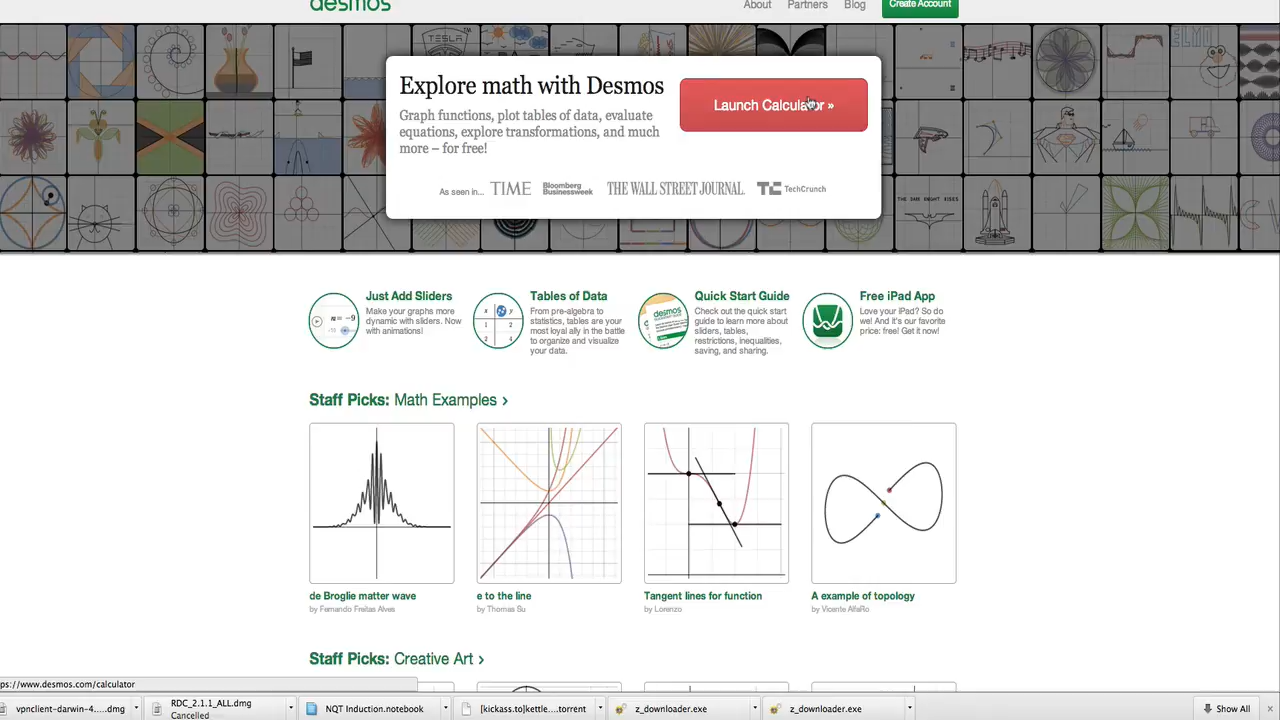 desmos
About
Partners
Blog
Create Account
TESLA
ELMO
THE DARK KNIGHT RISES
Explore math with Desmos
Graph functions, plot tables of data, evaluate
equations, explore transformations, and much
more – for free!
Launch Calculator »
As seen in... TIME Bloomberg Businessweek THE WALL STREET JOURNAL. TC TechCrunch
Just Add Sliders
Make your graphs more
dynamic with sliders. Now
with animations!
Tables of Data
From pre-algebra to
statistics, tables are your
most loyal ally in the battle
to organize and visualize
your data.
Quick Start Guide
Check out the quick start
guide to learn more about
sliders, tables,
restrictions, inequalities,
saving, and sharing.
Free iPad App
Love your iPad? So do
we! And it's our favorite
price: free! Get it now!
Staff Picks: Math Examples ›
de Broglie matter wave
by Fernando Freitas Alves
e to the line
by Thomas Su
Tangent lines for function
by Lorenzo
A example of topology
by Vicente AlfaRo
Staff Picks: Creative Art ›
ps://www.desmos.com/calculator
vpnclient-darwin-4....dmg
RDC_2.1.1_ALL.dmg
Cancelled
NQT Induction.notebook
[kickass.to]kettle....torrent
z_downloader.exe
z_downloader.exe
Show All